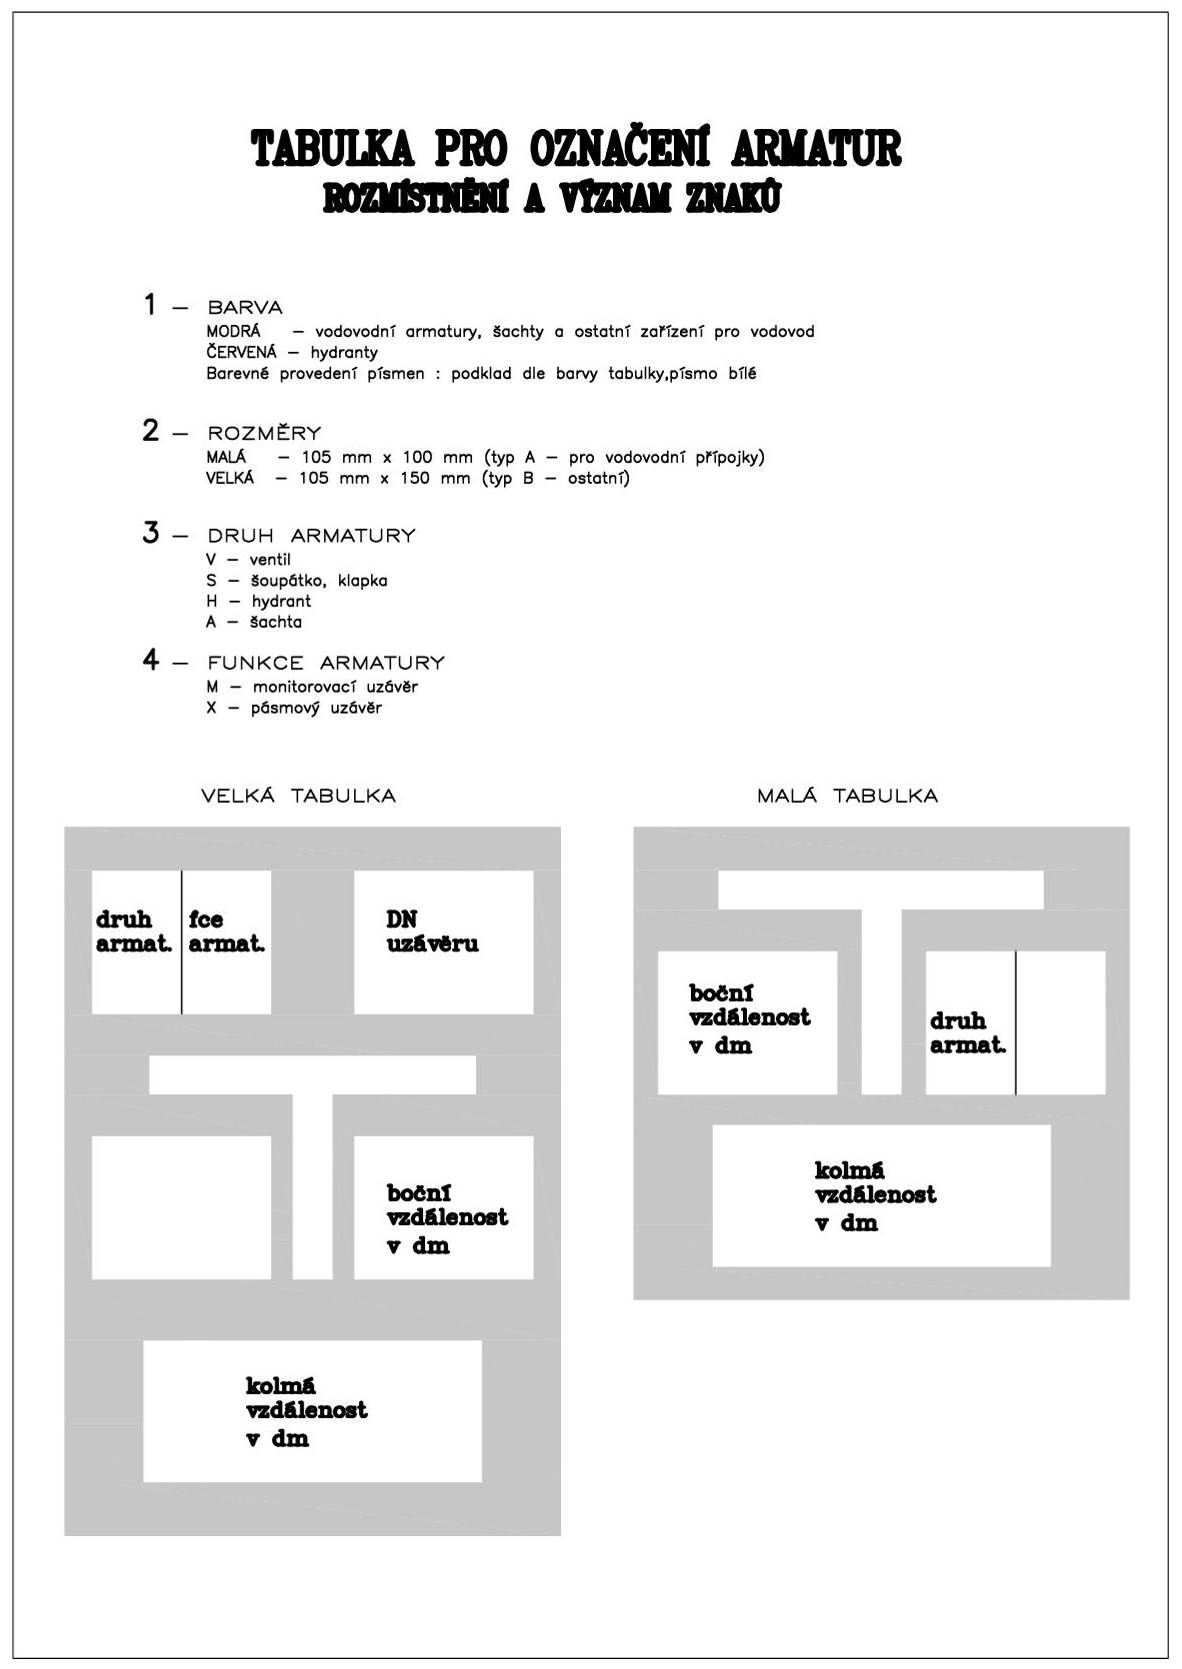 TABULKA PRO OZNAČENÍ ARMATUR
ROZMÍSTNĚNÍ A VÝZNAM ZNAKŮ
1 – BARVA
MODRÁ – vodovodní armatury, šachty a ostatní zařízení pro vodovod
ČERVENÁ – hydranty
Barevné provedení písmen : podklad dle barvy tabulky,písmo bílé
2 – ROZMĚRY
MALÁ – 105 mm x 100 mm (typ A – pro vodovodní přípojky)
VELKÁ – 105 mm x 150 mm (typ B – ostatní)
3 – DRUH ARMATURY
V – ventil
S – šoupátko, klapka
H – hydrant
A – šachta
4 – FUNKCE ARMATURY
M – monitorovací uzávěr
X – pásmový uzávěr
VELKÁ TABULKA
druh
armat.
fce
armat.
DN
uzávěru
boční
vzdálenost
v dm
kolmá
vzdálenost
v dm
MALÁ TABULKA
boční
vzdálenost
v dm
druh
armat.
kolmá
vzdálenost
v dm